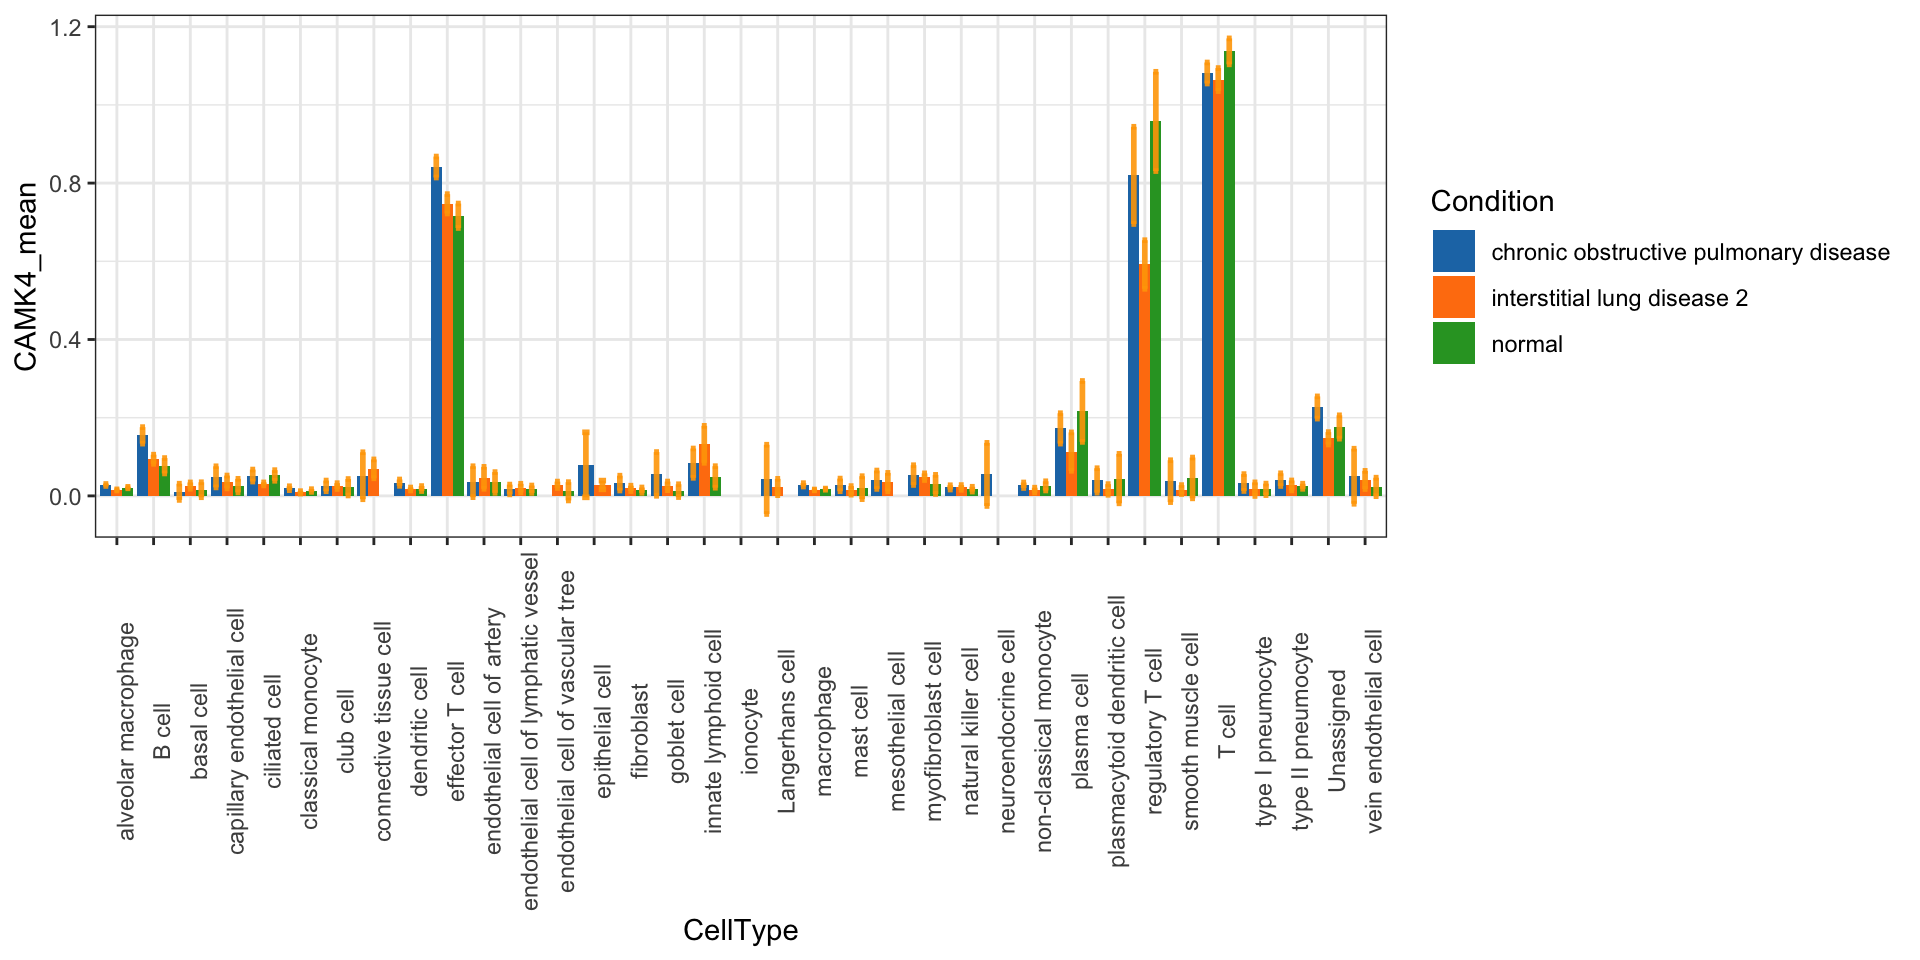 1.2
0.8
0.4
0.0
CAMK4_mean
alveolar macrophage
B cell
basal cell
capillary endothelial cell
ciliated cell
classical monocyte
club cell
connective tissue cell
dendritic cell
effector T cell
endothelial cell of artery
endothelial cell of lymphatic vessel
endothelial cell of vascular tree
epithelial cell
fibroblast
goblet cell
innate lymphoid cell
ionocyte
Langerhans cell
macrophage
mast cell
mesothelial cell
myofibroblast cell
natural killer cell
neuroendocrine cell
non-classical monocyte
plasma cell
plasmacytoid dendritic cell
regulatory T cell
smooth muscle cell
T cell
type I pneumocyte
type II pneumocyte
Unassigned
vein endothelial cell
CellType
Condition
chronic obstructive pulmonary disease
interstitial lung disease 2
normal